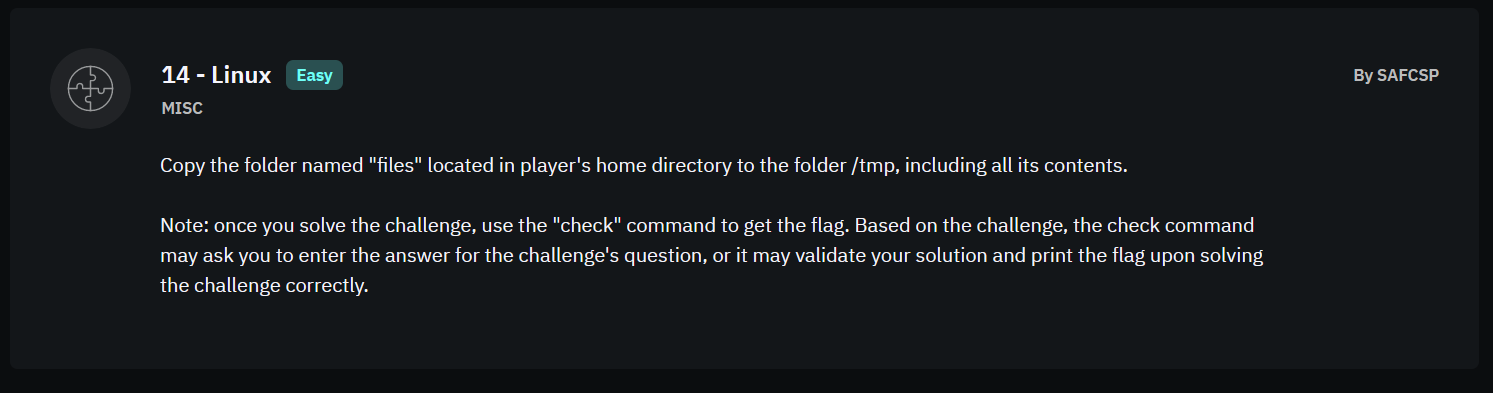 14 - Linux Easy By SAFCSP
MISC
Copy the folder named "files" located in player's home directory to the folder /tmp, including all its contents.
Note: once you solve the challenge, use the "check" command to get the flag. Based on the challenge, the check command
may ask you to enter the answer for the challenge's question, or it may validate your solution and print the flag upon solving
the challenge correctly.